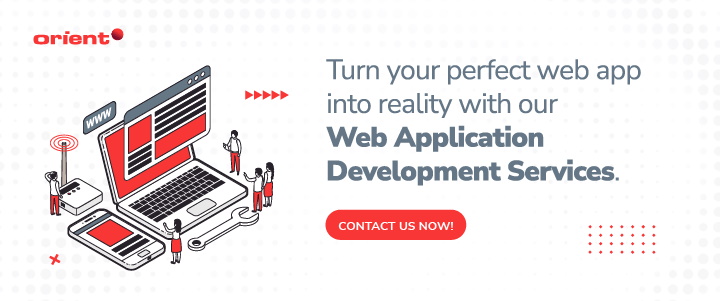 orient
www
Turn your perfect web app
into reality with our
Web Application
Development Services.
CONTACT US NOW!